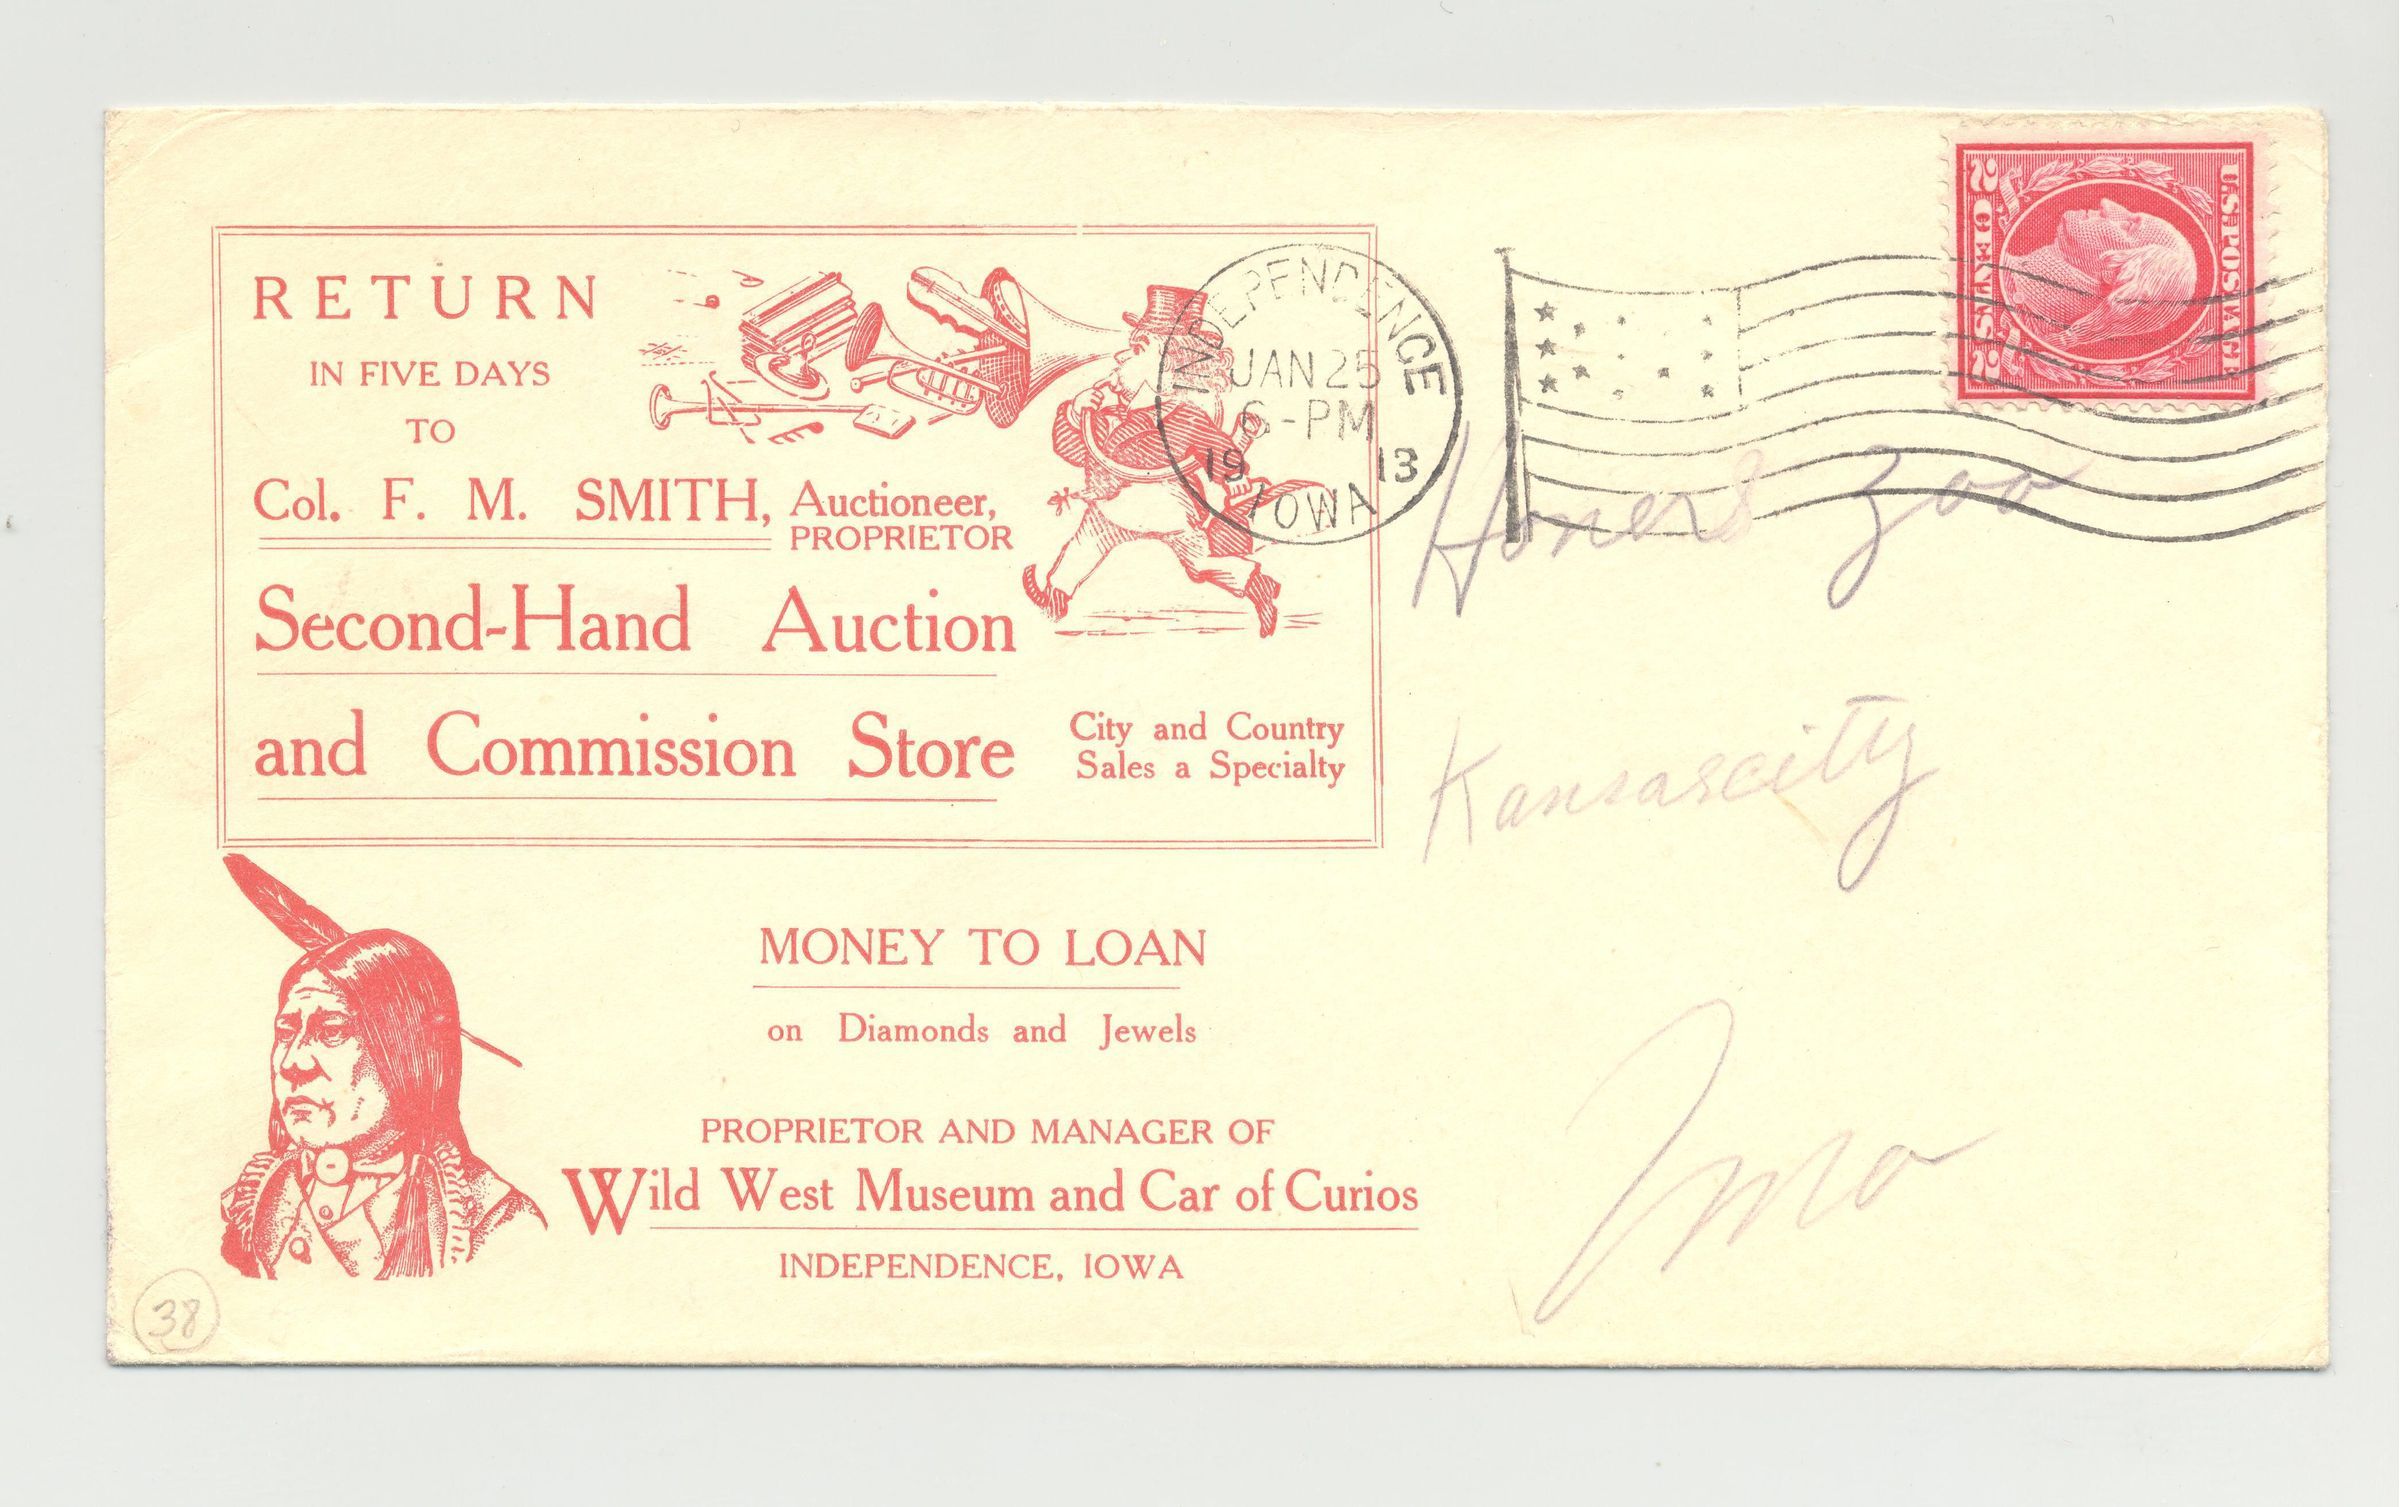 RETURN
IN FIVE DAYS
TO
Col. F. M. SMITH, Auctioneer,
PROPRIETOR
Second-Hand Auction
and Commission Store
City and Country
Sales a Specialty
MONEY TO LOAN
on Diamonds and Jewels
PROPRIETOR AND MANAGER OF
Wild West Museum and Car of Curios
INDEPENDENCE, IOWA
38
INDEPENDENCE
JAN 25
6-PM
1913
IOWA
U.S. POSTAGE
2 CENTS 2
Zoo
Kansascity
Mo